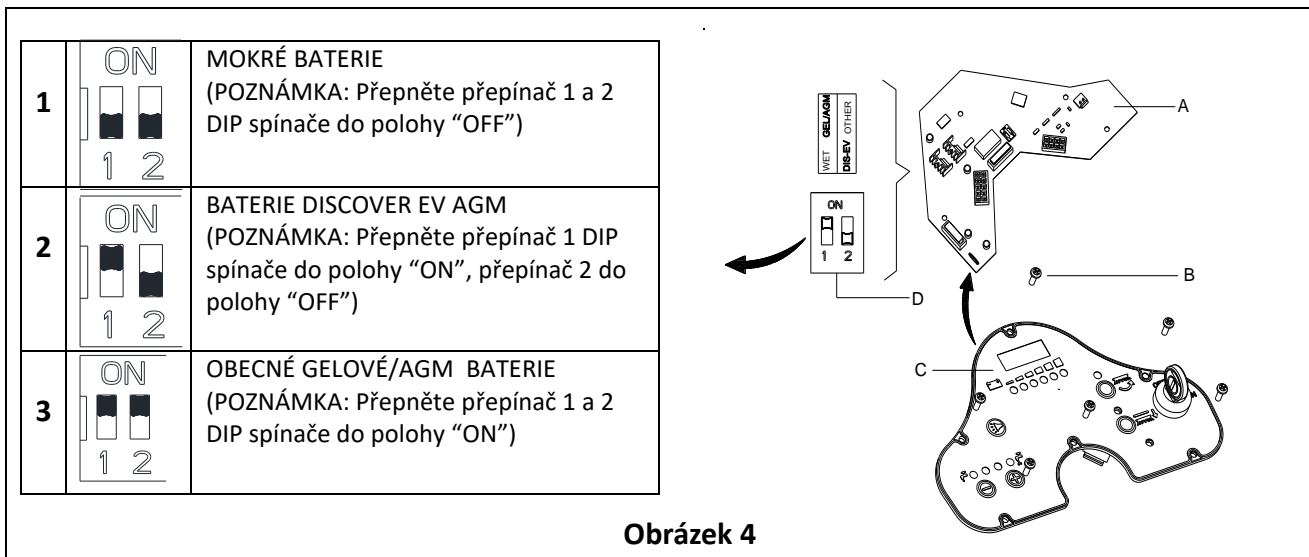 1
ON
1 2
MOKRÉ BATERIE
(POZNÁMKA: Přepněte přepínač 1 a 2
DIP spínače do polohy “OFF”)
2
ON
1 2
BATERIE DISCOVER EV AGM
(POZNÁMKA: Přepněte přepínač 1 DIP
spínače do polohy “ON”, přepínač 2 do
polohy “OFF”)
3
ON
1 2
OBECNÉ GELOVÉ/AGM BATERIE
(POZNÁMKA: Přepněte přepínač 1 a 2
DIP spínače do polohy “ON”)
WET GEL/AGM
DIS-EV OTHER
ON
1 2
D
A
B
C
Obrázek 4